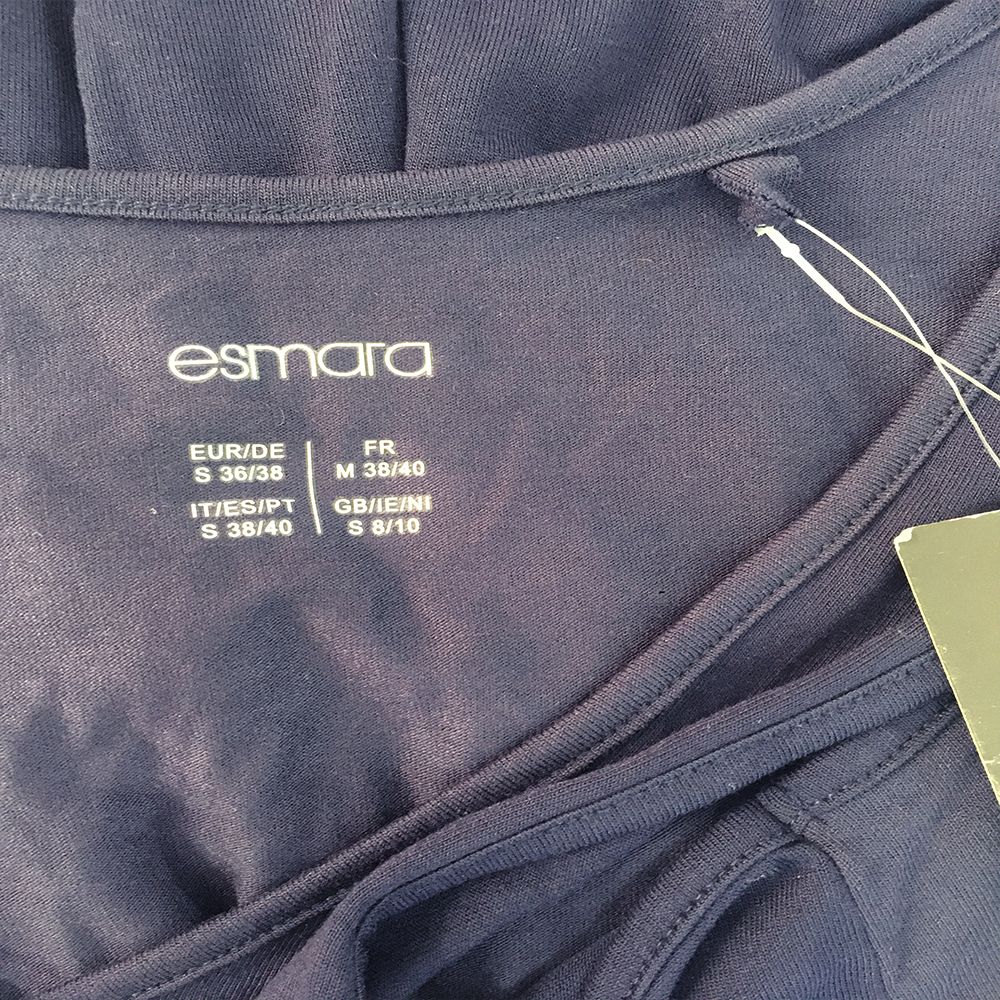 esmara
EUR/DE
S 36/38
FR
M 38/40
IT/ES/PT
S 38/40
GB/IE/NI
S 8/10